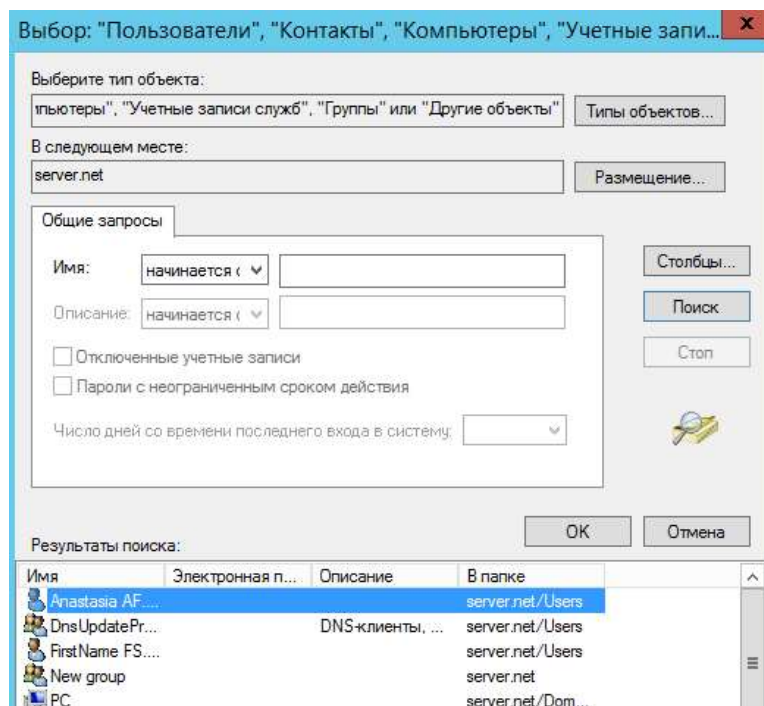 Выбор: "Пользователи", "Контакты", "Компьютеры", "Учетные запи...
Выберите тип объекта:
пьютеры", "Учетные записи служб", "Группы" или "Другие объекты"
Типы объектов...
В следующем месте:
server.net
Размещение...
Общие запросы
Имя:
начинается с
Столбцы...
Описание:
начинается с
Поиск
Отключенные учетные записи
Стоп
Пароли с неограниченным сроком действия
Число дней со времени последнего входа в систему:
OK
Отмена
Результаты поиска:
Имя Электронная п... Описание В папке
Anastasia AF.... server.net/Users
DnsUpdatePr... DNS-клиенты, ... server.net/Users
FirstName FS.... server.net/Users
New group server.net
PC server.net/Dom...